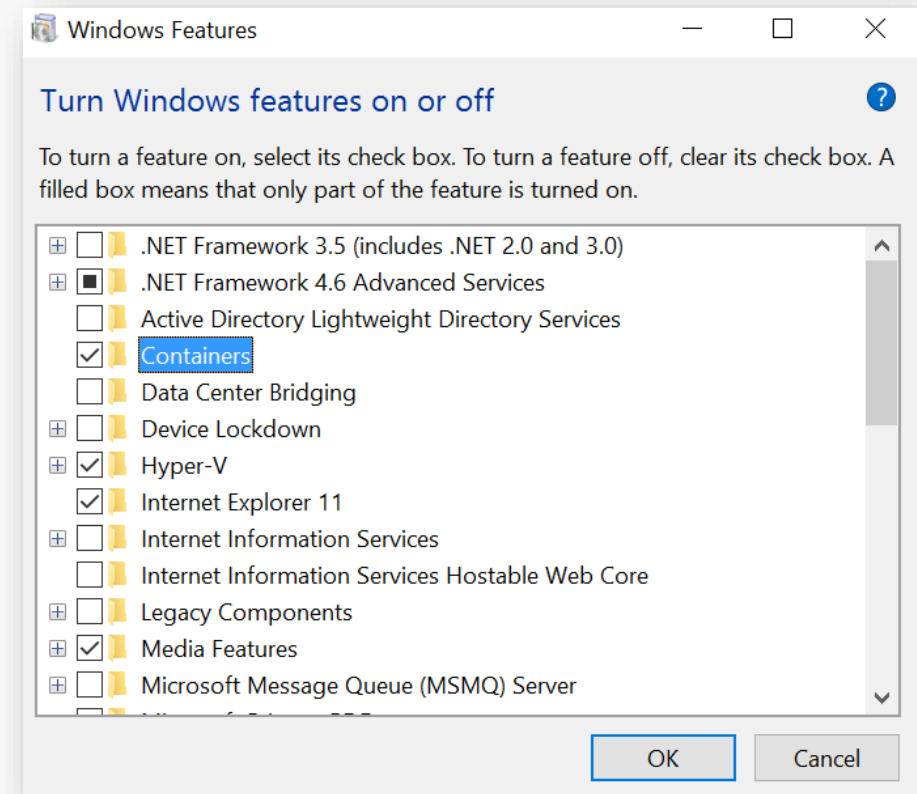 Windows Features
Turn Windows features on or off
?
To turn a feature on, select its check box. To turn a feature off, clear its check box. A
filled box means that only part of the feature is turned on.
.NET Framework 3.5 (includes .NET 2.0 and 3.0)
.NET Framework 4.6 Advanced Services
Active Directory Lightweight Directory Services
Containers
Data Center Bridging
Device Lockdown
Hyper-V
Internet Explorer 11
Internet Information Services
Internet Information Services Hostable Web Core
Legacy Components
Media Features
Microsoft Message Queue (MSMQ) Server
OK
Cancel